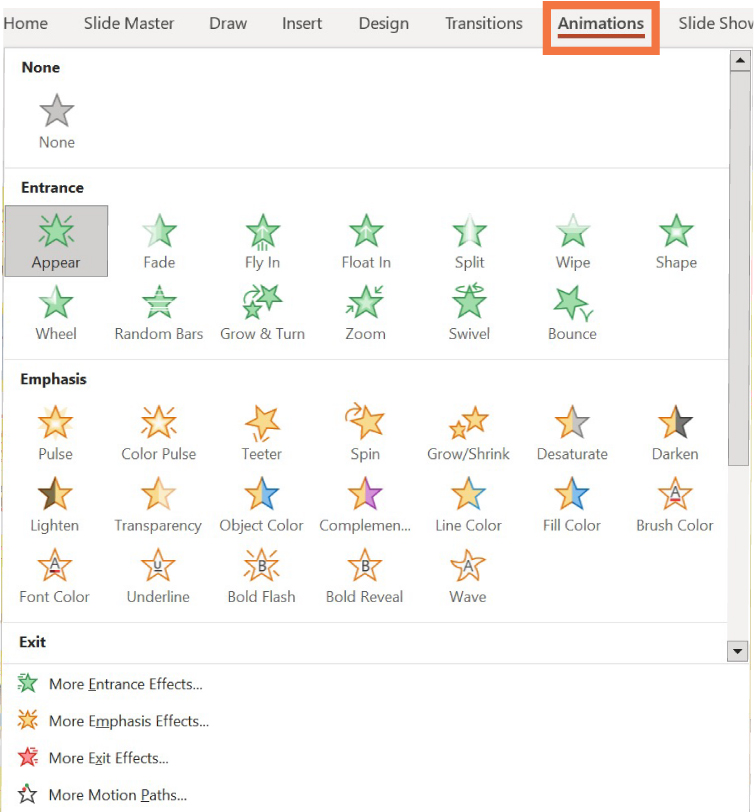 Home Slide Master Draw Insert Design Transitions Animations Slide Show
None
None
Entrance
Appear Fade Fly In Float In Split Wipe Shape
Wheel Random Bars Grow & Turn Zoom Swivel Bounce
Emphasis
Pulse Color Pulse Teeter Spin Grow/Shrink Desaturate Darken
Lighten Transparency Object Color Complemen... Line Color Fill Color Brush Color
A
Font Color Underline Bold Flash Bold Reveal Wave
A U B B A
Exit
More Entrance Effects...
More Emphasis Effects...
More Exit Effects...
More Motion Paths...